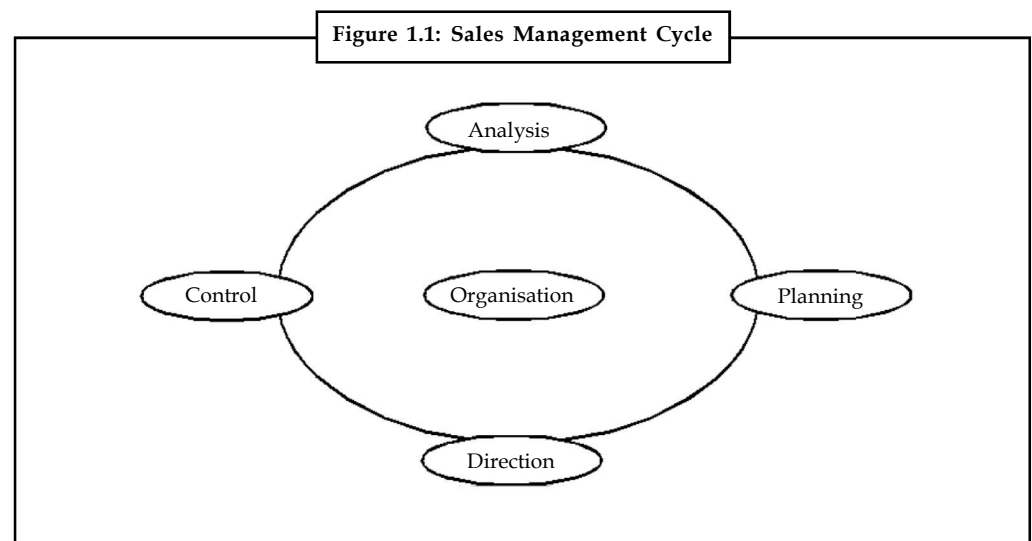 Figure 1.1: Sales Management Cycle
Analysis
Control
Organisation
Planning
Direction